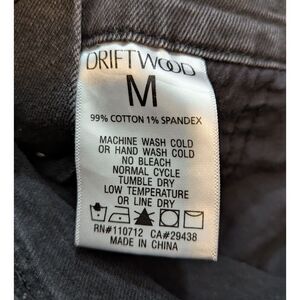 DRIFTWOOD
M
99% COTTON 1% SPANDEX
MACHINE WASH COLD
OR HAND WASH COLD
NO BLEACH
NORMAL CYCLE
TUMBLE DRY
LOW TEMPERATURE
OR LINE DRY
RN#110712 CA#29438
MADE IN CHINA